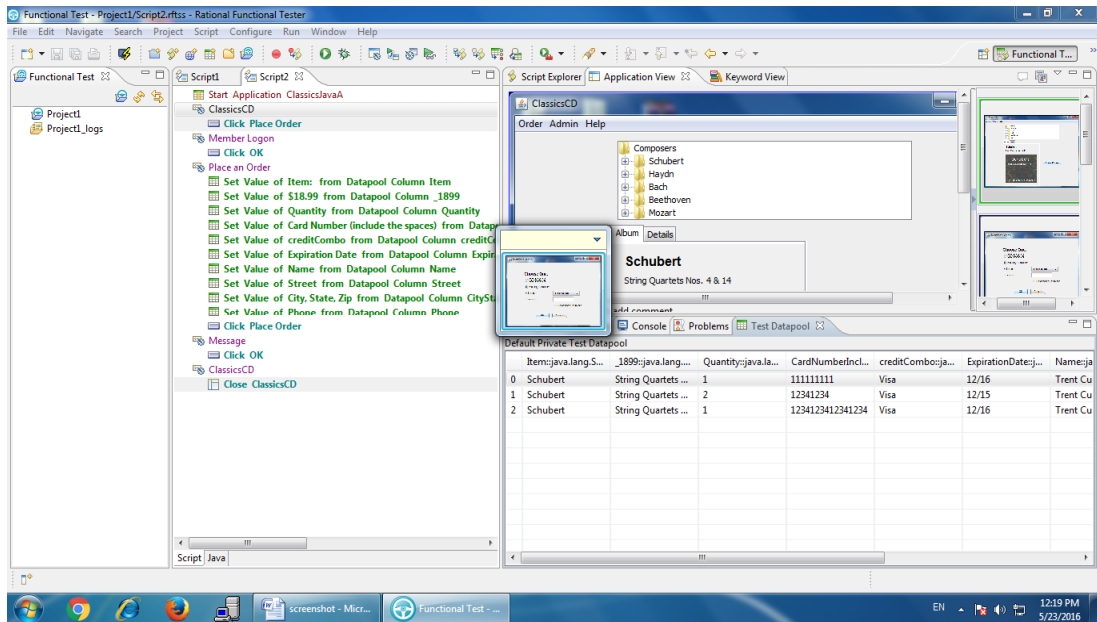 Functional Test - Project1/Script2.rftss - Rational Functional Tester
File Edit Navigate Search Project Script Configure Run Window Help
Functional T...
Functional Test
Project1
Project1_logs
Script1 Script2
Start Application ClassicsJavaA
ClassicsCD
Click Place Order
Member Logon
Click OK
Place an Order
Set Value of Item: from Datapool Column Item
Set Value of $18.99 from Datapool Column _1899
Set Value of Quantity from Datapool Column Quantity
Set Value of Card Number (include the spaces) from Datap
Set Value of creditCombo from Datapool Column creditC
Set Value of Expiration Date from Datapool Column Expir
Set Value of Name from Datapool Column Name
Set Value of Street from Datapool Column Street
Set Value of City, State, Zip from Datapool Column CitySt
Set Value of Phone from Datapool Column Phone
Click Place Order
Message
Click OK
ClassicsCD
Close ClassicsCD
Script Java
Script Explorer Application View Keyword View
ClassicsCD
Order Admin Help
Composers
Schubert
Haydn
Bach
Beethoven
Mozart
Album Details
Schubert
String Quartets Nos. 4 & 14
add comment
Console Problems Test Datapool
Default Private Test Datapool
Item::java.lang.S... _1899::java.lang.... Quantity::java.la... CardNumberIncl... creditCombo::ja... ExpirationDate::j... Name::ja
0 Schubert String Quartets ... 1 111111111 Visa 12/16 Trent Cu
1 Schubert String Quartets ... 2 12341234 Visa 12/15 Trent Cu
2 Schubert String Quartets ... 1 1234123412341234 Visa 12/16 Trent Cu
screenshot - Micr...
Functional Test - ...
EN
12:19 PM
5/23/2016